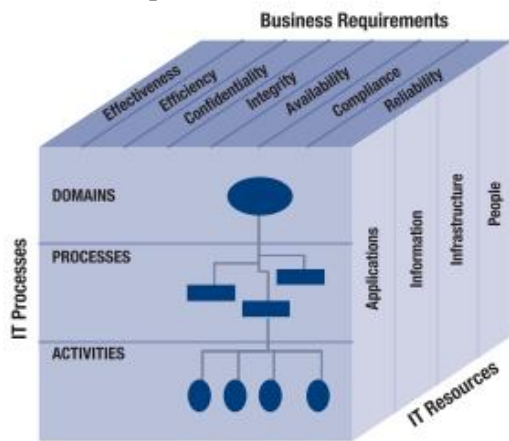 Business Requirements
Effectiveness
Efficiency
Confidentiality
Integrity
Availability
Compliance
Reliability
IT Processes
DOMAINS
PROCESSES
ACTIVITIES
Applications
Information
Infrastructure
People
IT Resources